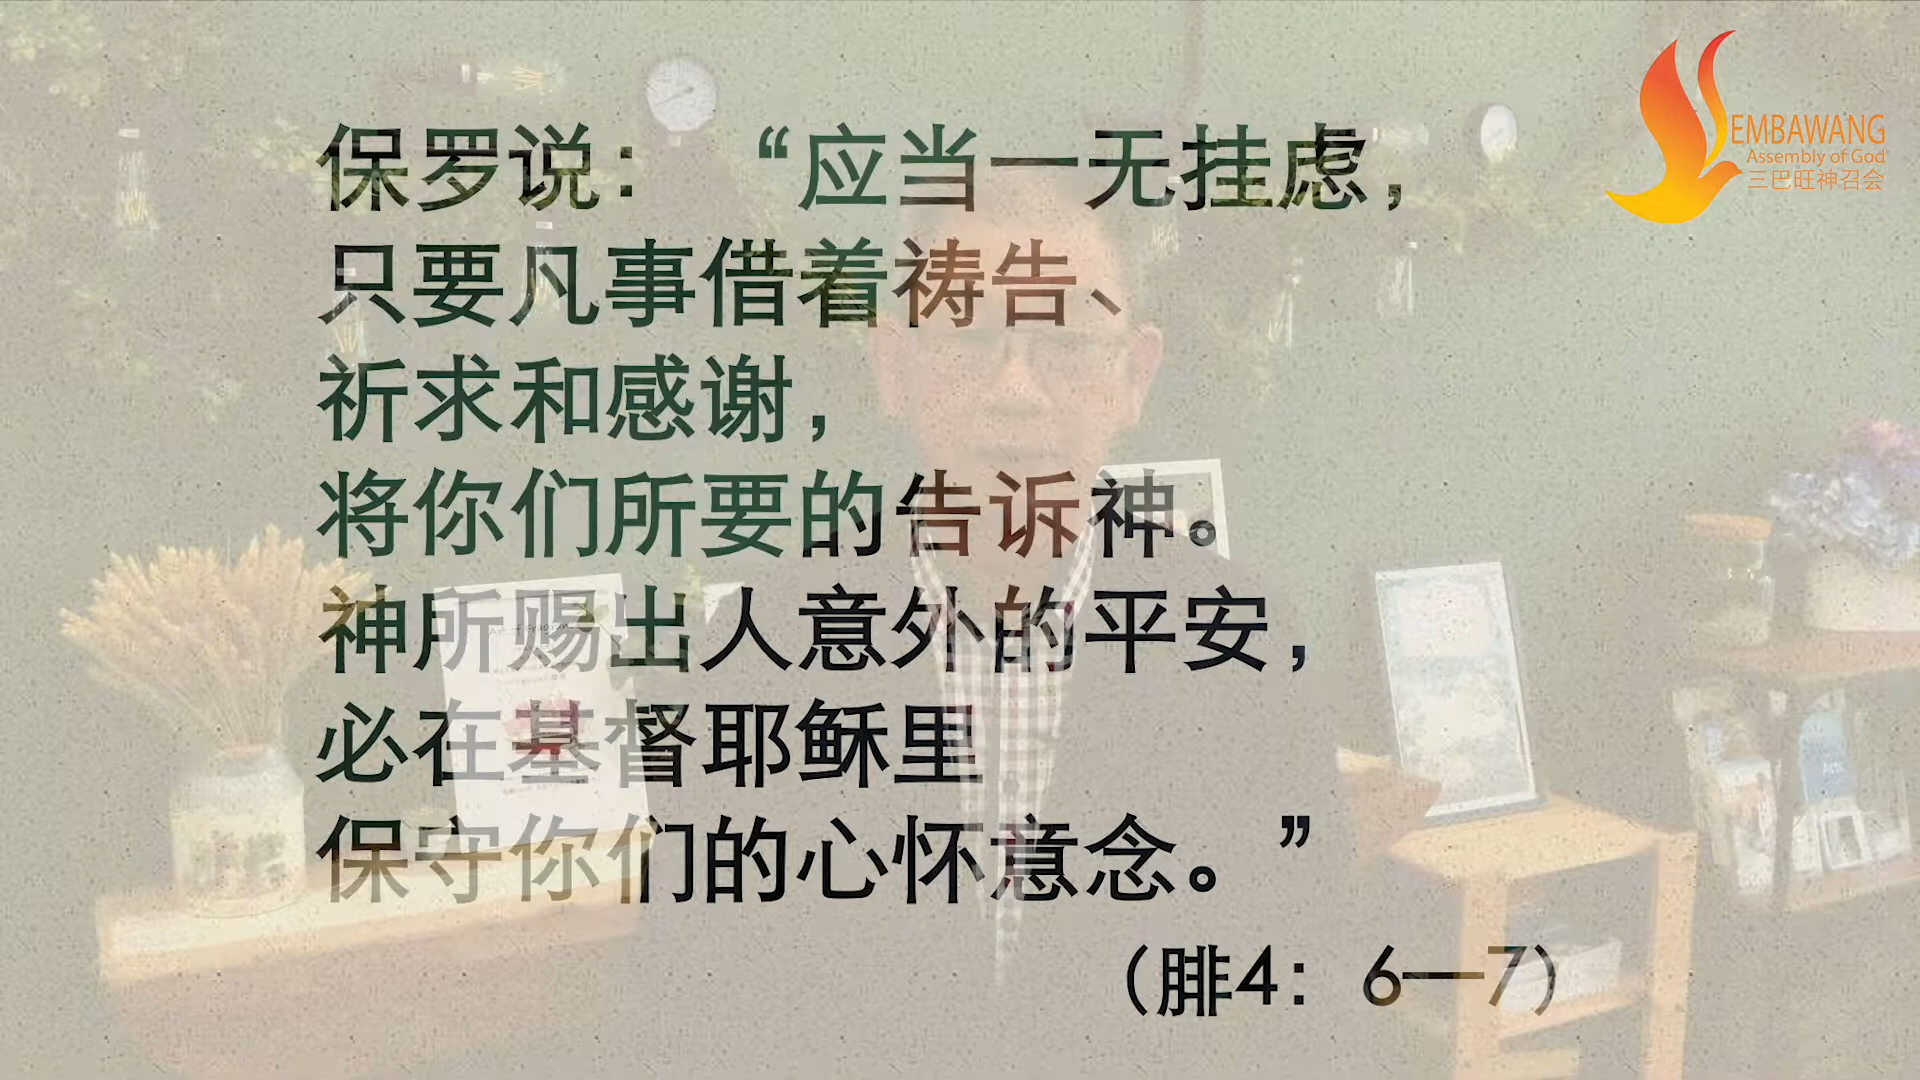 保罗说：“应当一无挂虑，
只要凡事借着祷告、
祈求和感谢，
将你们所要的告诉神。
神所赐出人意外的平安，
必在基督耶稣里
保守你们的心怀意念。”
（腓4：6—7）
EMBAWANG
Assembly of God
三巴旺神召会
Acts